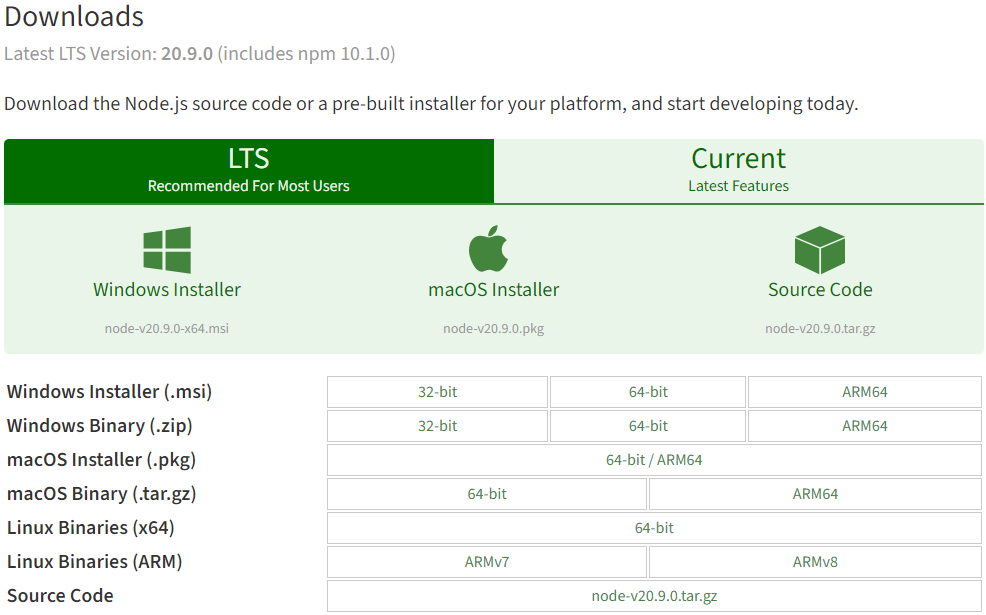 Downloads
Latest LTS Version: 20.9.0 (includes npm 10.1.0)
Download the Node.js source code or a pre-built installer for your platform, and start developing today.
LTS
Recommended For Most Users
Current
Latest Features
Windows Installer
node-v20.9.0-x64.msi
macOS Installer
node-v20.9.0.pkg
Source Code
node-v20.9.0.tar.gz
Windows Installer (.msi) 32-bit 64-bit ARM64
Windows Binary (.zip) 32-bit 64-bit ARM64
macOS Installer (.pkg) 64-bit / ARM64
macOS Binary (.tar.gz) 64-bit ARM64
Linux Binaries (x64) 64-bit
Linux Binaries (ARM) ARMv7 ARMv8
Source Code node-v20.9.0.tar.gz